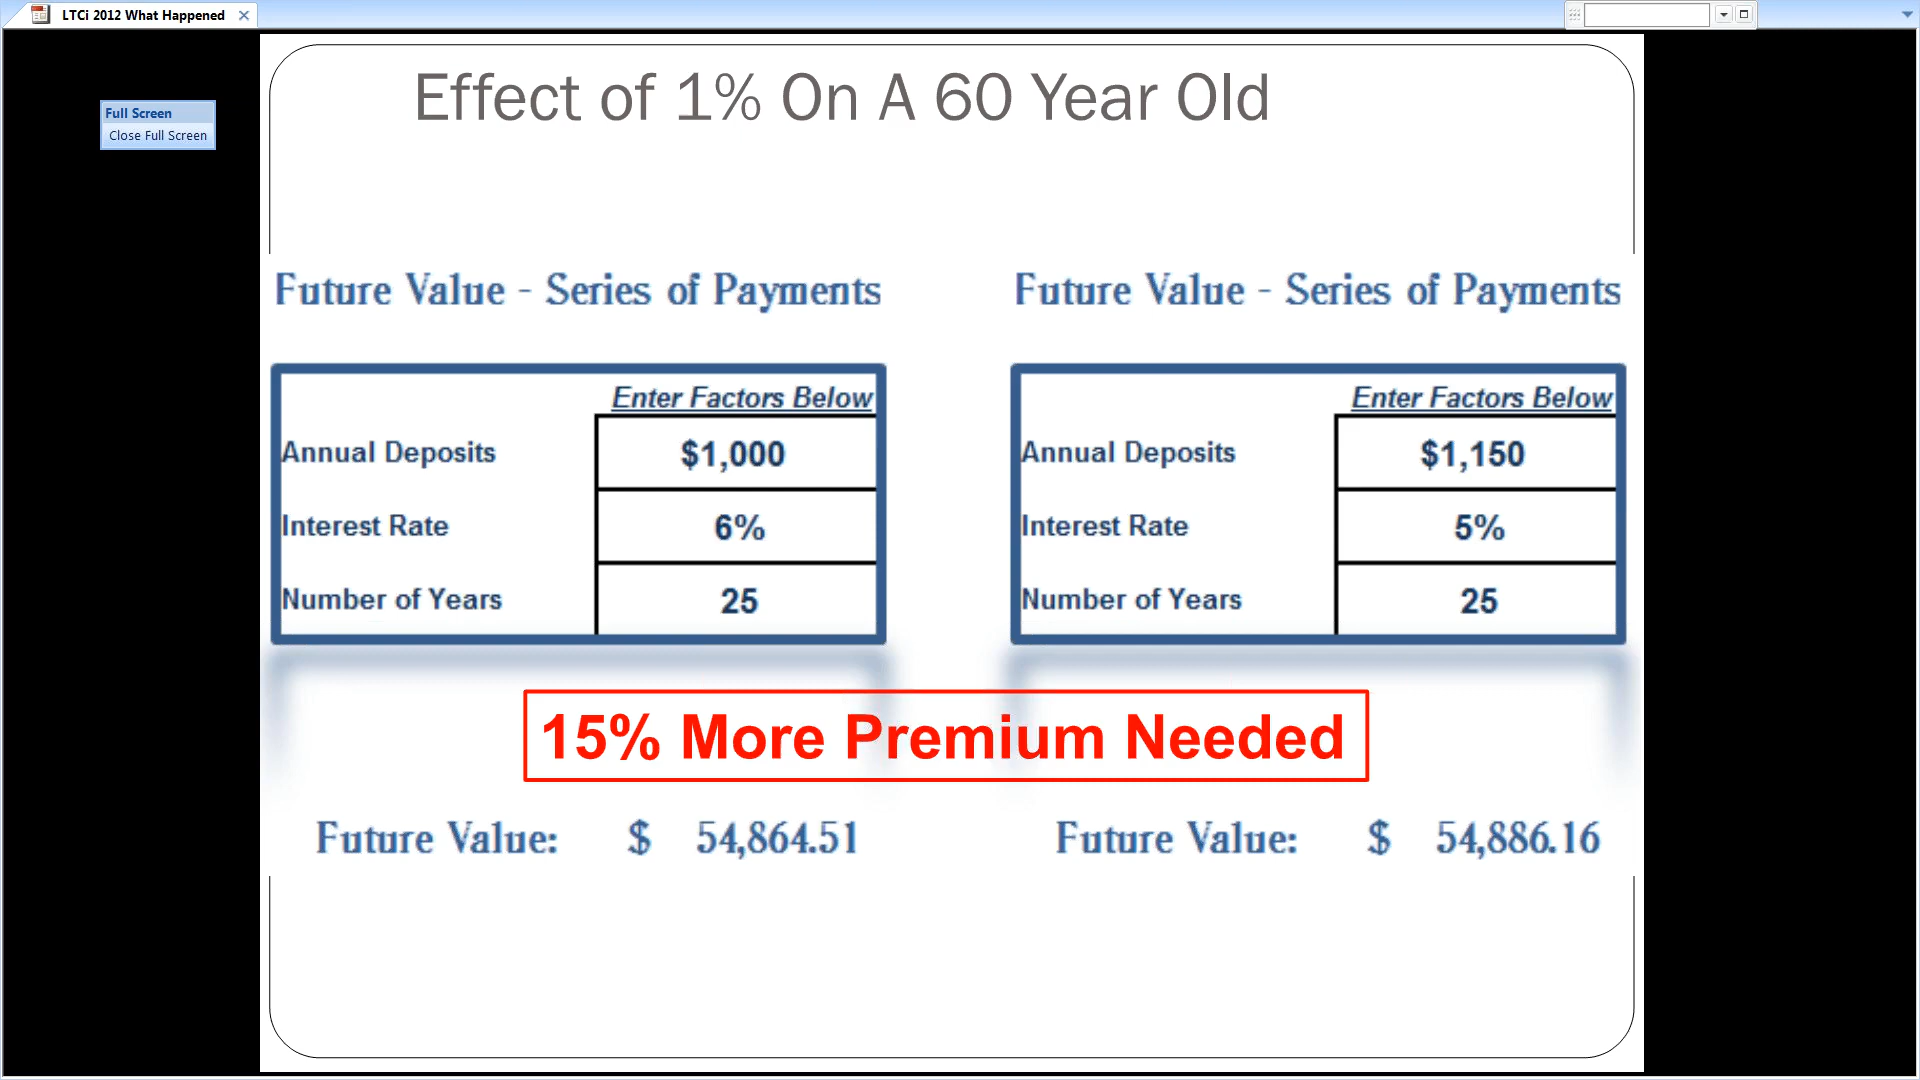 LTCi 2012 What Happened
Full Screen
Close Full Screen
Effect of 1% On A 60 Year Old
Future Value - Series of Payments
Enter Factors Below
Annual Deposits $1,000
Interest Rate 6%
Number of Years 25
Future Value - Series of Payments
Enter Factors Below
Annual Deposits $1,150
Interest Rate 5%
Number of Years 25
15% More Premium Needed
Future Value: $ 54,864.51
Future Value: $ 54,886.16